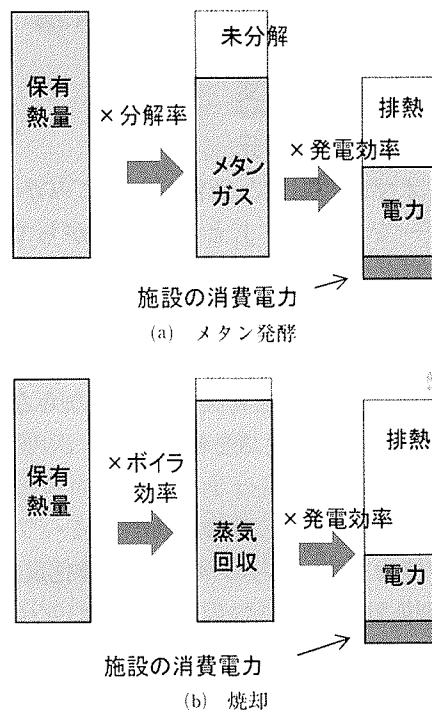 未分解
保有
熱量
×分解率
メタン
ガス
×発電効率
排熱
電力
施設の消費電力
(a) メタン発酵
保有
熱量
×ボイラ
効率
蒸気
回収
×発電効率
排熱
電力
施設の消費電力
(b) 焼却